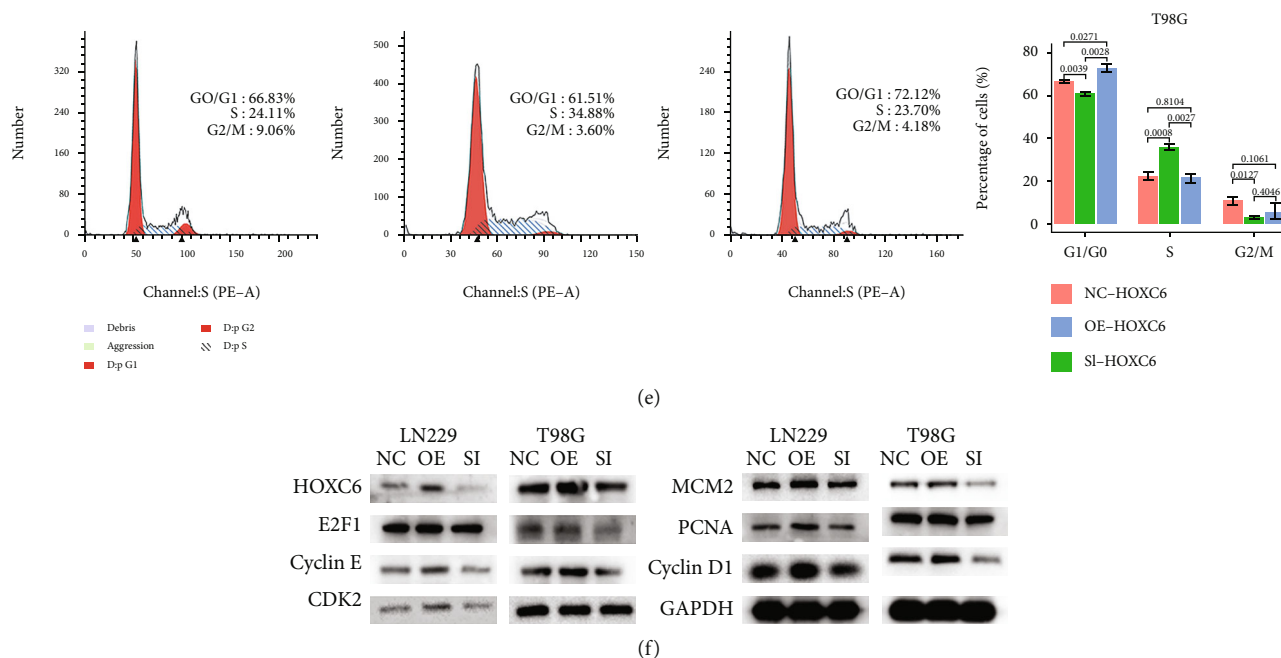 Number
320
240
160
80
0
0
50
100
150
200
GO/G1 : 66.83%
S : 24.11%
G2/M : 9.06%
Channel:S (PE–A)
Number
500
400
300
200
100
0
0
30
60
90
120
150
GO/G1 : 61.51%
S : 34.88%
G2/M : 3.60%
Channel:S (PE–A)
Number
240
180
120
60
0
0
40
80
120
160
GO/G1 : 72.12%
S : 23.70%
G2/M : 4.18%
Channel:S (PE–A)
Debris
Aggression
D:p G1
D:p G2
D:p S
T98G
Percentage of cells (%)
80
60
40
20
0
0.0271
0.0028
0.0039
0.8104
0.0027
0.0008
0.1061
0.0127
0.4046
G1/G0
S
G2/M
NC–HOXC6
OE–HOXC6
SI–HOXC6
(e)
LN229
T98G
NC OE SI
NC OE SI
HOXC6
E2F1
Cyclin E
CDK2
LN229
T98G
NC OE SI
NC OE SI
MCM2
PCNA
Cyclin D1
GAPDH
(f)